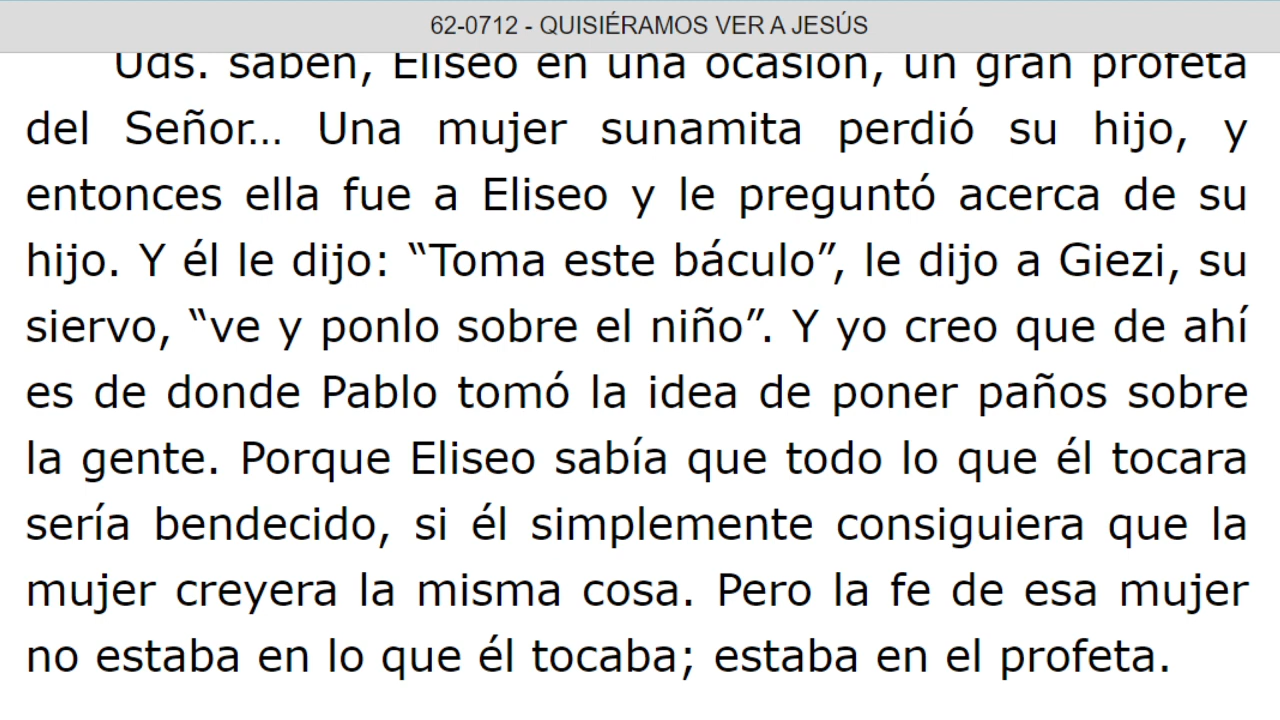 62-0712 - QUISIÉRAMOS VER A JESÚS
Uds. saben, Eliseo en una ocasión, un gran profeta
del Señor… Una mujer sunamita perdió su hijo, y
entonces ella fue a Eliseo y le preguntó acerca de su
hijo. Y él le dijo: “Toma este báculo”, le dijo a Giezi, su
siervo, “ve y ponlo sobre el niño”. Y yo creo que de ahí
es de donde Pablo tomó la idea de poner paños sobre
la gente. Porque Eliseo sabía que todo lo que él tocara
sería bendecido, si él simplemente consiguiera que la
mujer creyera la misma cosa. Pero la fe de esa mujer
no estaba en lo que él tocaba; estaba en el profeta.